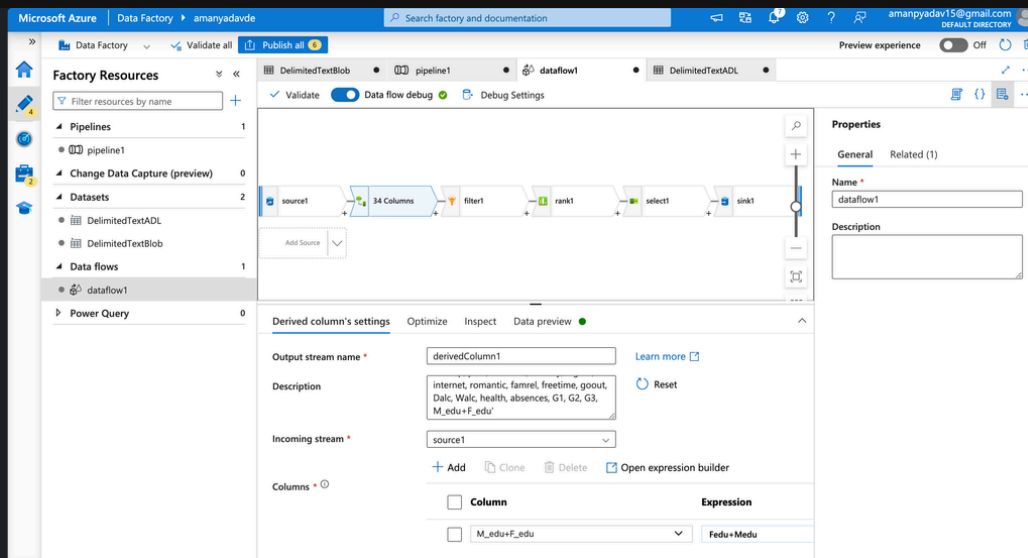 Microsoft Azure
Data Factory
amanyadavde
Search factory and documentation
7
amanpyadav15@gmail.com
DEFAULT DIRECTORY
Data Factory
Validate all
Publish all 6
Preview experience
Off
Factory Resources
Filter resources by name
4
2
Pipelines 1
pipeline1
Change Data Capture (preview) 0
Datasets 2
DelimitedTextADL
DelimitedTextBlob
Data flows 1
dataflow1
Power Query 0
DelimitedTextBlob
pipeline1
dataflow1
DelimitedTextADL
Validate
Data flow debug
Debug Settings
source1
34 Columns
filter1
rank1
select1
sink1
Add Source
Derived column's settings
Optimize
Inspect
Data preview
Output stream name *
derivedColumn1
Learn more
Description
internet, romantic, famrel, freetime, goout,
Dalc, Walc, health, absences, G1, G2, G3,
M_edu+F_edu'
Reset
Incoming stream *
source1
Add
Clone
Delete
Open expression builder
Columns *
Column
Expression
M_edu+F_edu
Fedu+Medu
Properties
General
Related (1)
Name *
dataflow1
Description